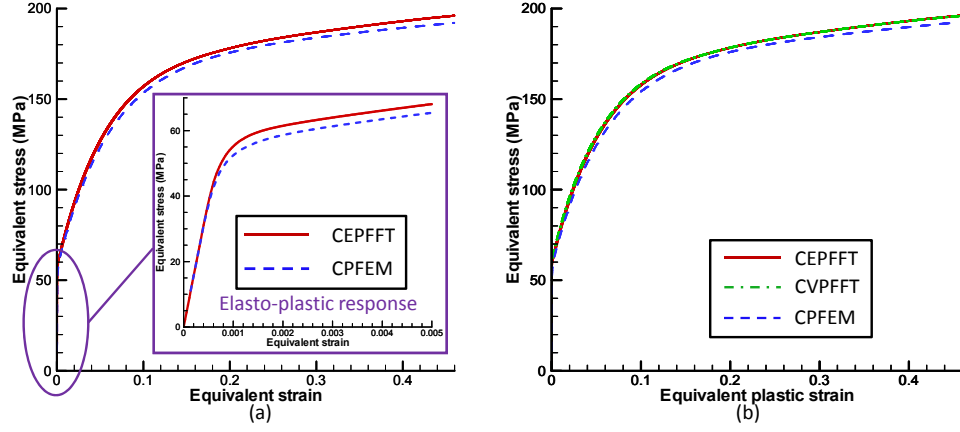 200
150
100
50
0
Equivalent stress (MPa)
0
0.1
0.2
0.3
0.4
Equivalent strain
(a)
60
40
20
0
Equivalent stress (MPa)
CEPFFT
CPFEM
Elasto-plastic response
0
0.001
0.002
0.003
0.004
0.005
Equivalent strain
200
150
100
50
0
Equivalent stress (MPa)
CEPFFT
CVPFFT
CPFEM
0
0.1
0.2
0.3
0.4
Equivalent plastic strain
(b)